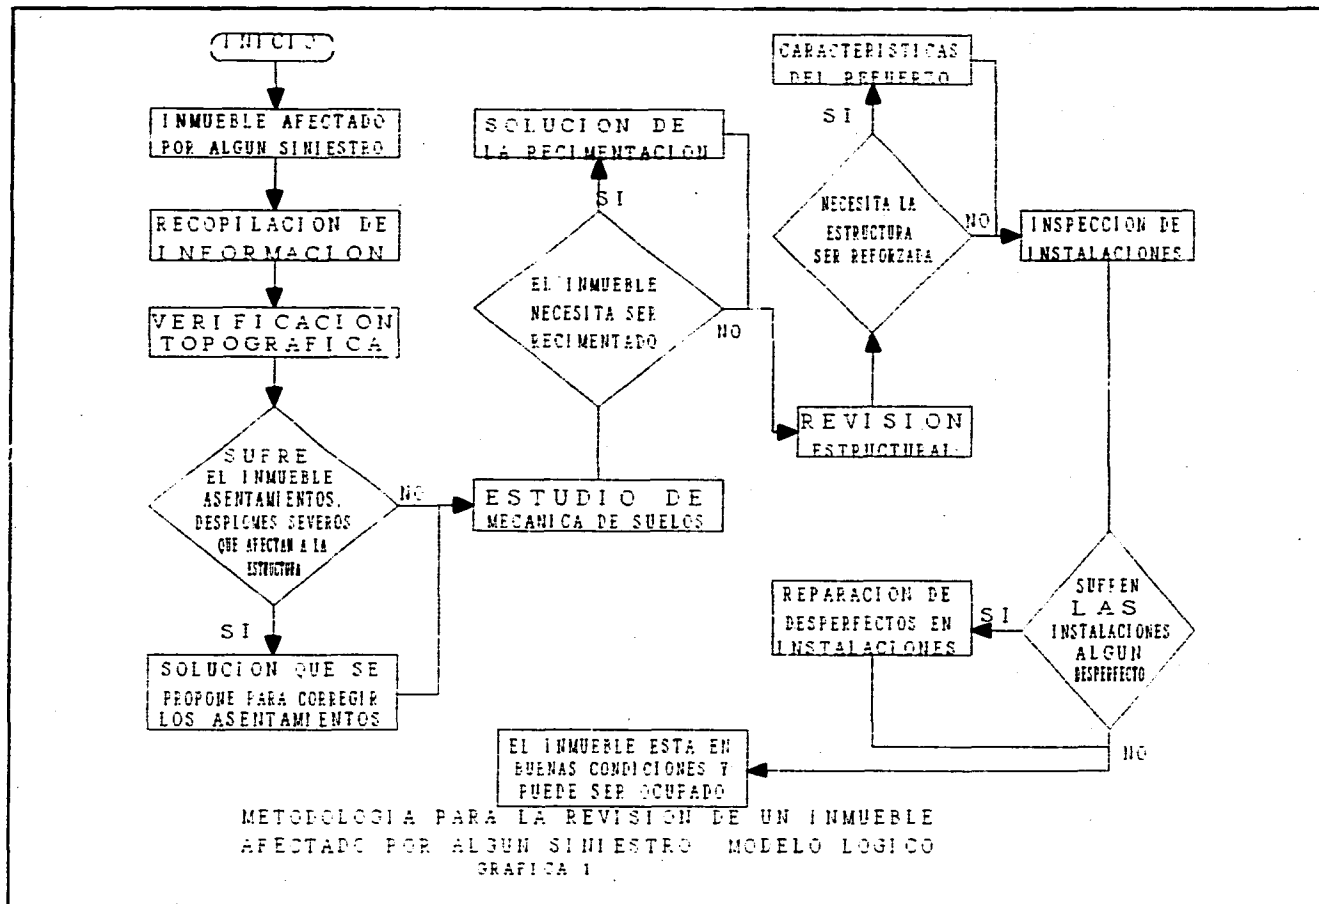 INICIO
INMUEBLE AFECTADO
POR ALGUN SINIESTRO
RECOPILACION DE
INFORMACION
VERIFICACION
TOPOGRAFICA
SUFRE
EL INMUEBLE
ASENTAMIENTOS,
DESPLOMES SEVEROS
QUE AFECTAN A LA
ESTRUCTURA
NO
SI
SOLUCION QUE SE
PROPONE PARA CORREGIR
LOS ASENTAMIENTOS
ESTUDIO DE
MECANICA DE SUELOS
EL INMUEBLE
NECESITA SER
RECIMENTADO
SI
NO
SOLUCION DE
LA RECIMENTACION
REVISION
ESTRUCTURAL
NECESITA LA
ESTRUCTURA
SER REFORZADA
SI
NO
CARACTERISTICAS
DEL REFUERZO
INSPECCION DE
INSTALACIONES
SUFREN
LAS
INSTALACIONES
ALGUN
DESPERFECTO
SI
NO
REPARACION DE
DESPERFECTOS EN
INSTALACIONES
EL INMUEBLE ESTA EN
BUENAS CONDICIONES Y
PUEDE SER OCUPADO
METODOLOGIA PARA LA REVISION DE UN INMUEBLE
AFECTADO POR ALGUN SINIESTRO MODELO LOGICO
GRAFICA 1